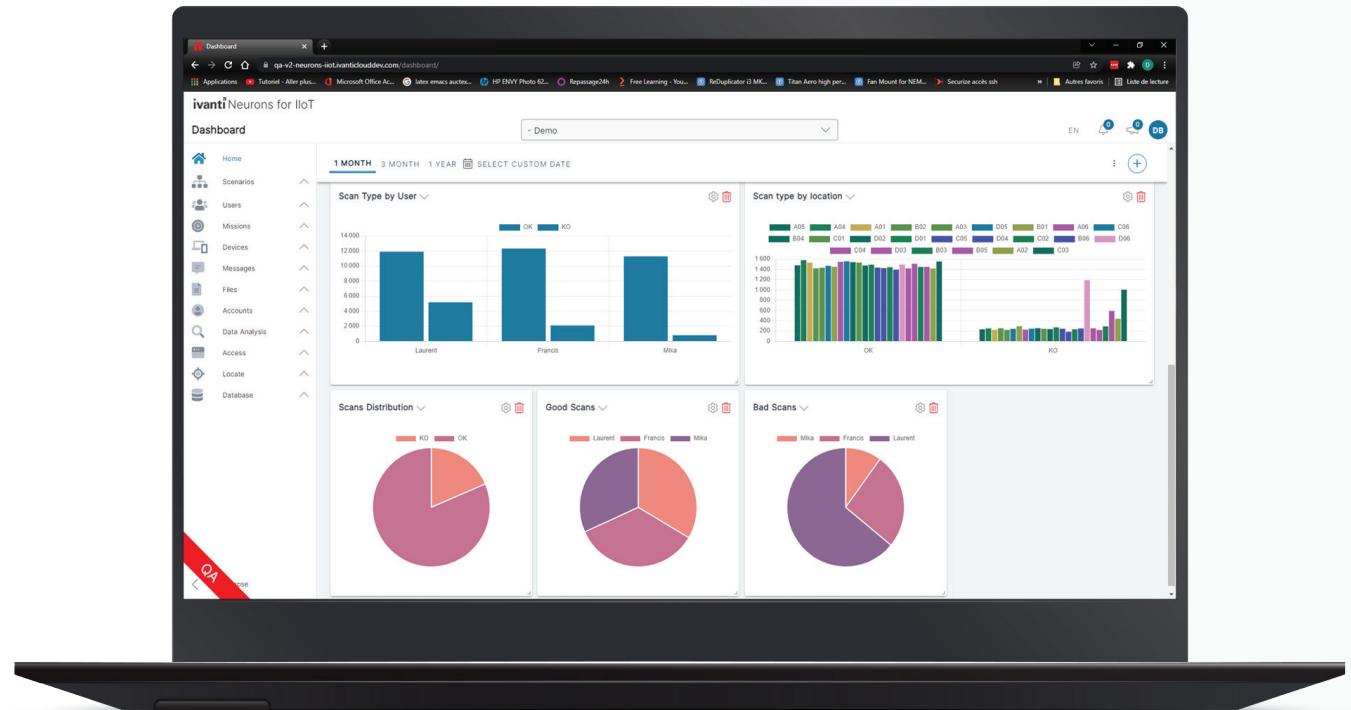 Dashboard × +
qa-v2-neurons-iiot.ivanticlouddev.com/dashboard/
Applications Tutoriel - Aller plus... Microsoft Office Ac... latex emacs auctex... HP ENVY Photo 62... Repassage24h Free Learning - You... ReDuplicator i3 MK... Titan Aero high per... Fan Mount for NEM... Securize accès ssh » Autres favoris Liste de lecture
ivanti Neurons for IIoT
Dashboard - Demo EN 0 0 DB
Home
Scenarios
Users
Missions
Devices
Messages
Files
Accounts
Data Analysis
Access
Locate
Database
QA
pse
1 MONTH 3 MONTH 1 YEAR SELECT CUSTOM DATE
Scan Type by User
OK KO
14 000
12 000
10 000
8 000
6 000
4 000
2 000
0
Laurent Francis Mika
Scan type by location
A05 A04 A01 B02 A03 D05 B01 A06 C06
B04 C01 D02 D01 C05 D04 C02 B06 D06
C04 D03 B03 B05 A02 C03
1 600
1 400
1 200
1 000
800
600
400
200
0
OK KO
Scans Distribution
KO OK
Good Scans
Laurent Francis Mika
Bad Scans
Mika Francis Laurent